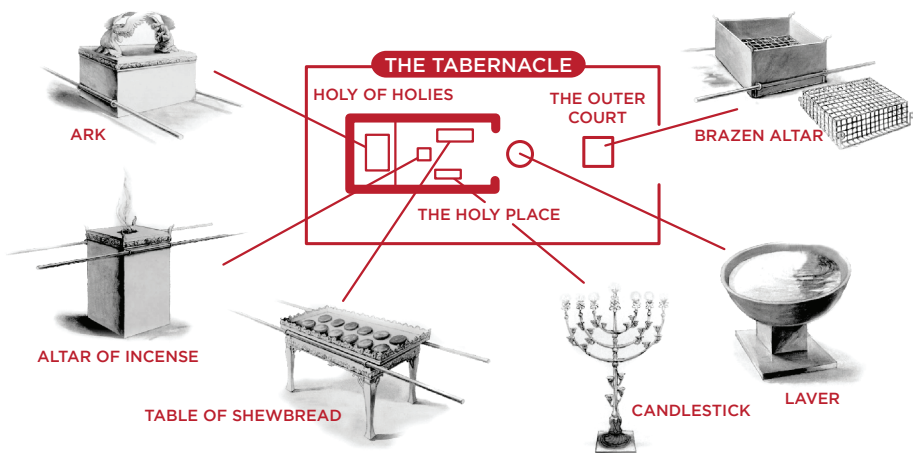 THE TABERNACLE
HOLY OF HOLIES
THE OUTER
COURT
ARK
BRAZEN ALTAR
THE HOLY PLACE
ALTAR OF INCENSE
TABLE OF SHEWBREAD
CANDLESTICK
LAVER